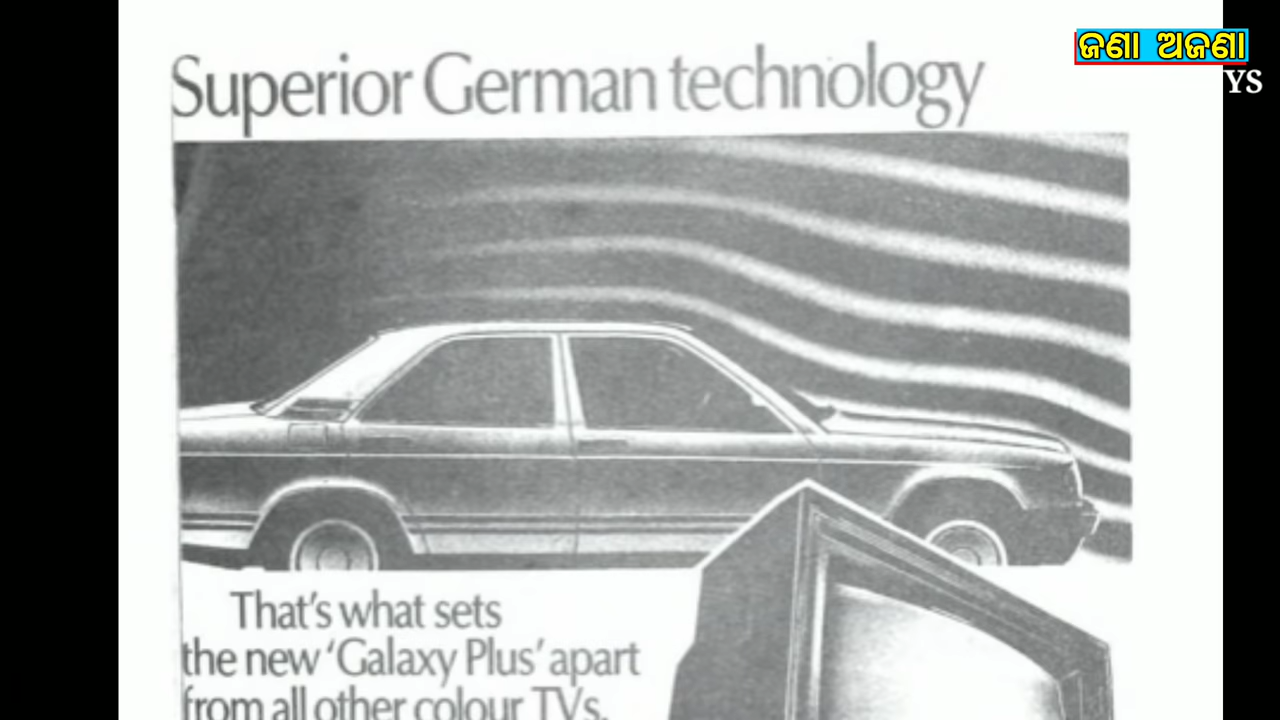 ଜଣା ଅଜଣା
YS
Superior German technology
That's what sets
the new 'Galaxy Plus' apart
from all other colour TVs.